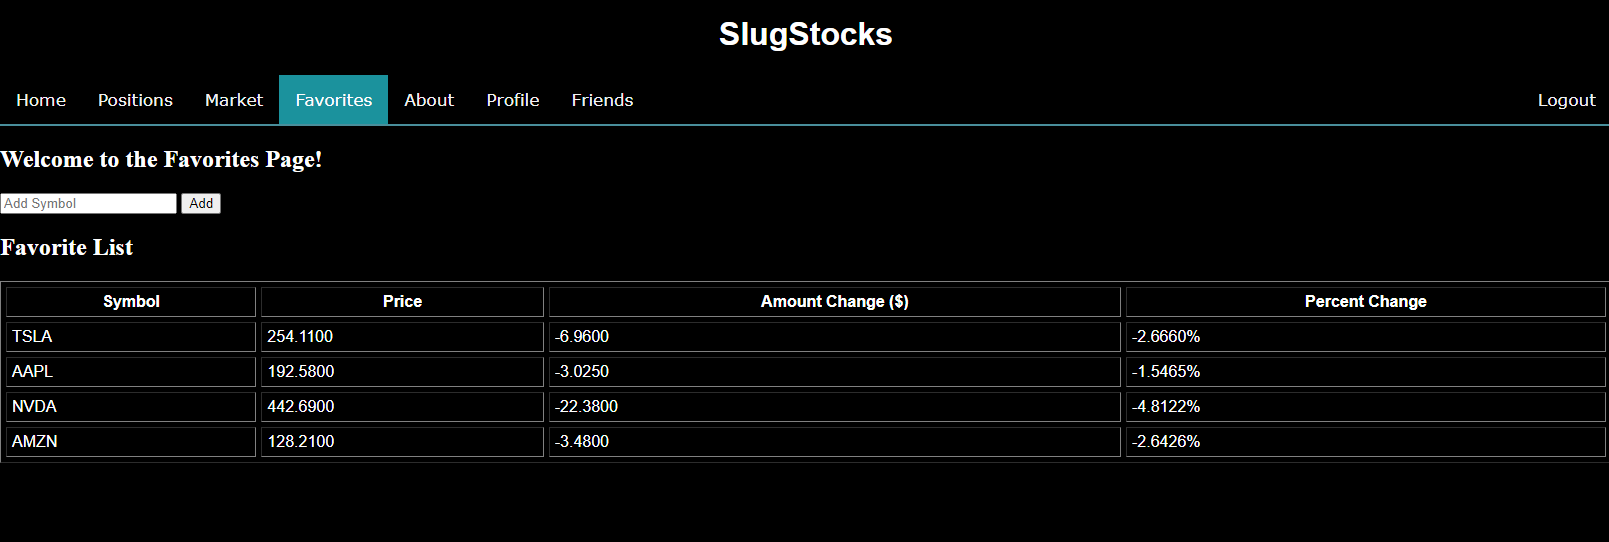 SlugStocks
Home Positions Market Favorites About Profile Friends Logout
Welcome to the Favorites Page!
Add Symbol Add
Favorite List
Symbol Price Amount Change ($) Percent Change
TSLA 254.1100 -6.9600 -2.6660%
AAPL 192.5800 -3.0250 -1.5465%
NVDA 442.6900 -22.3800 -4.8122%
AMZN 128.2100 -3.4800 -2.6426%